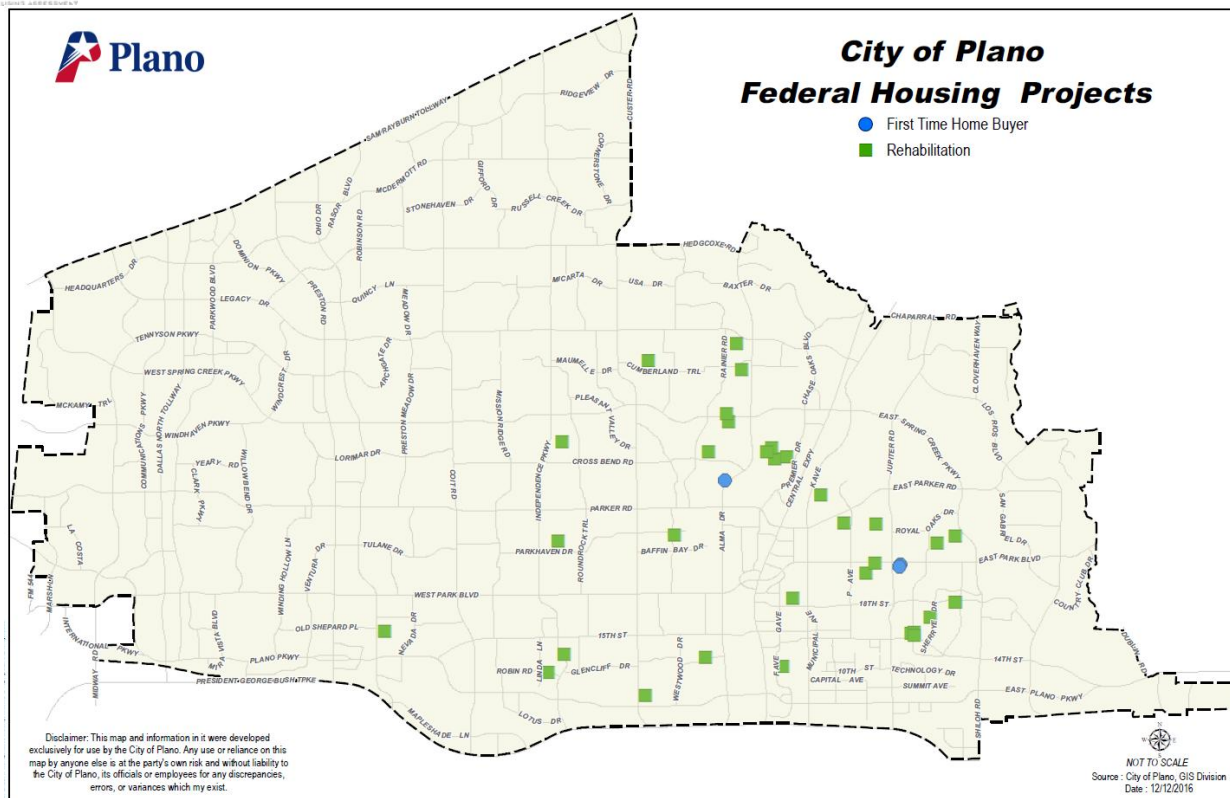 Plano
City of Plano
Federal Housing Projects
First Time Home Buyer
Rehabilitation
SAM RAYBURN TOLLWAY
RIDGEVIEW DR
CUSTER RD
CORNERSTONE DR
MCDERMOTT RD
GIFFORD DR
OHIO DR
RASOR BLVD
ROBINSON RD
STONEHAVEN DR
RUSSELL CREEK DR
HEDGCOXE RD
DOMINION PKWY
HEADQUARTERS DR
PARKWOOD BLVD
LEGACY DR
PRESTON RD
QUINCY LN
MEADOW DR
MICARTA DR
USA DR
BAXTER DR
CHAPARRAL RD
TENNYSON PKWY
ARCHGATE DR
RAINIER RD
CHASE OAKS BLVD
CLOVERHAVEN WAY
WEST SPRING CREEK PKWY
WINDCREST DR
MAUMELLE DR
CUMBERLAND TRL
MCKAMY TRL
COMMUNICATIONS PKWY
DALLAS NORTH TOLLWAY
WINDHAVEN PKWY
PRESTON MEADOW DR
MISSION RIDGE RD
PLEASANT VALLEY DR
LOS RIOS BLVD
EAST SPRING CREEK PKWY
JUPITER RD
YEARY RD
CLARK PKWY
WILLOW BEND DR
LORIMAR DR
COIT RD
INDEPENDENCE PKWY
CROSS BEND RD
PREMIER DR
CENTRAL EXPY
K AVE
EAST PARKER RD
SAN GABRIEL DR
LA COSTA
PARKER RD
ALMA DR
ROYAL OAKS DR
WINDING HOLLOW LN
VENTURA DR
TULANE DR
PARKHAVEN DR
ROUNDROCK TRL
BAFFIN BAY DR
EAST PARK BLVD
COUNTRY CLUB DR
FM 544
MARSH LN
WEST PARK BLVD
P AVE
18TH ST
INTERNATIONAL PKWY
MIRA VISTA BLVD
OLD SHEPARD PL
NEVADA DR
15TH ST
G AVE
MUNICIPAL AVE
SHERRYE DR
DUBLIN RD
MIDWAY RD
PLANO PKWY
LINDA LN
ROBIN RD
GLENCLIFF DR
WESTWOOD DR
F AVE
10TH ST
TECHNOLOGY DR
14TH ST
PRESIDENT GEORGE BUSH TPKE
CAPITAL AVE
SUMMIT AVE
EAST PLANO PKWY
MAPLESHADE LN
LOTUS DR
SHILOH RD
Disclaimer: This map and information in it were developed
exclusively for use by the City of Plano. Any use or reliance on this
map by anyone else is at the party's own risk and without liability to
the City of Plano, its officials or employees for any discrepancies,
errors, or variances which my exist.
N
W E
S
NOT TO SCALE
Source : City of Plano, GIS Division
Date : 12/12/2016